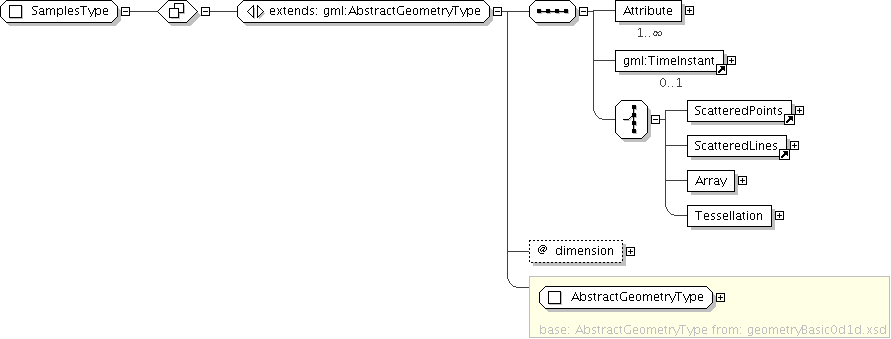 SamplesType
extends: gml:AbstractGeometryType
Attribute
1..∞
gml:TimeInstant
0..1
ScatteredPoints
ScatteredLines
Array
Tessellation
@ dimension
AbstractGeometryType
base: AbstractGeometryType from: geometryBasic0d1d.xsd